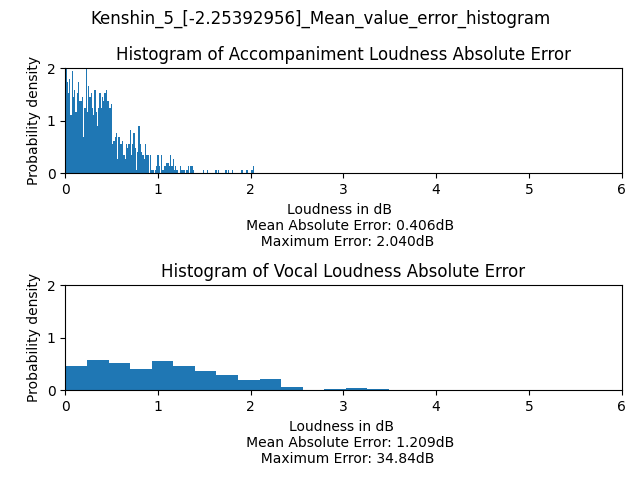 Kenshin_5_[-2.25392956]_Mean_value_error_histogram
Histogram of Accompaniment Loudness Absolute Error
Probability density
2
1
0
0 1 2 3 4 5 6
Loudness in dB
Mean Absolute Error: 0.406dB
Maximum Error: 2.040dB
Histogram of Vocal Loudness Absolute Error
Probability density
2
1
0
0 1 2 3 4 5 6
Loudness in dB
Mean Absolute Error: 1.209dB
Maximum Error: 34.84dB